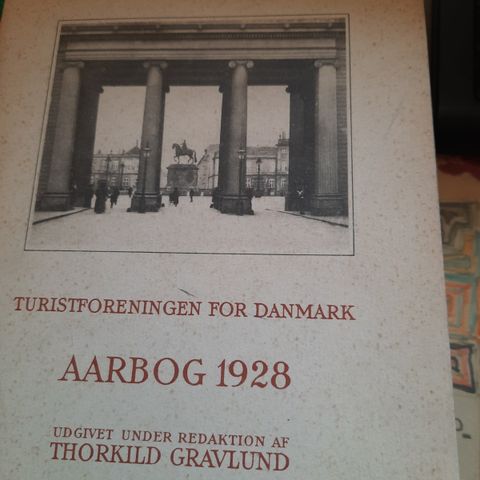 TURISTFORENINGEN FOR DANMARK
AARBOG 1928
UDGIVET UNDER REDAKTION AF
THORKILD GRAVLUND